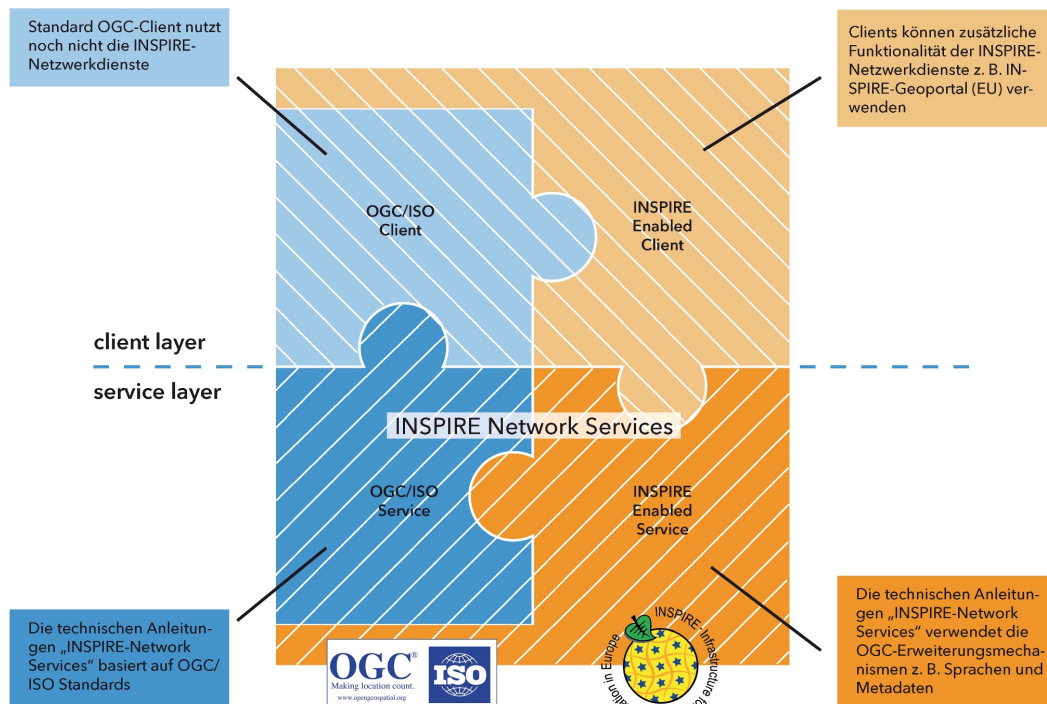 Standard OGC-Client nutzt
noch nicht die INSPIRE-
Netzwerkdienste
Clients können zusätzliche
Funktionalität der INSPIRE-
Netzwerkdienste z. B. IN-
SPIRE-Geoportal (EU) ver-
wenden
OGC/ISO
Client
INSPIRE
Enabled
Client
client layer
service layer
INSPIRE Network Services
OGC/ISO
Service
INSPIRE
Enabled
Service
Die technischen Anleitun-
gen „INSPIRE-Network
Services“ basiert auf OGC/
ISO Standards
OGC®
Making location count.
www.opengeospatial.org
ISO
INSPIRE-Infrastructure for
ation in Europe
Die technischen Anleitun-
gen „INSPIRE-Network
Services“ verwendet die
OGC-Erweiterungsmecha-
nismen z. B. Sprachen und
Metadaten